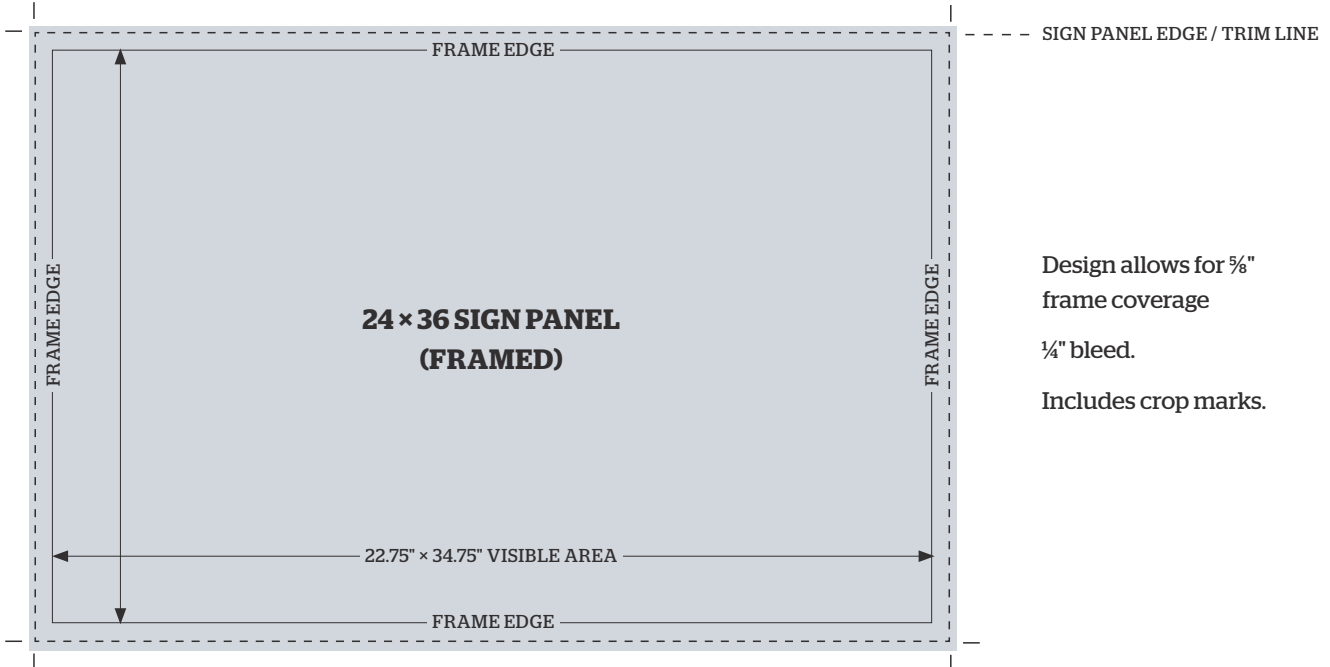 FRAME EDGE
SIGN PANEL EDGE / TRIM LINE
FRAME EDGE
FRAME EDGE
24 × 36 SIGN PANEL
(FRAMED)
Design allows for ⅝"
frame coverage
¼" bleed.
Includes crop marks.
22.75" × 34.75" VISIBLE AREA
FRAME EDGE